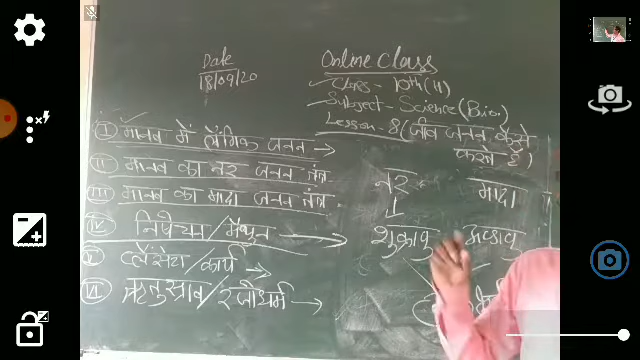 Date
18/09/20
Online Class
Class - 10th (H)
Subject - Science (Bio.)
Lesson - 8 (जीव जनन कैसे
करते हैं)
I मानव में लैंगिक जनन →
II मानव का नर जनन तंत्र
III मानव का मादा जनन तंत्र
IV निषेचन/मैथुन →
V प्लैसेंटा/कार्य →
VI ऋतुस्त्राव/रजोधर्म →
नर मादा
↓
शुक्राणु अण्डाणु